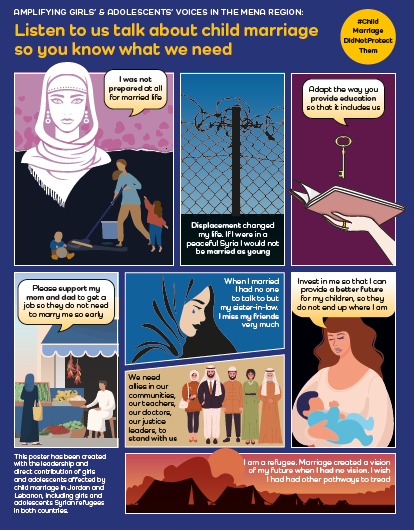 AMPLIFYING GIRLS' & ADOLESCENTS' VOICES IN THE MENA REGION:
Listen to us talk about child marriage
so you know what we need
#Child
Marriage
DidNotProtect
Them
I was not
prepared at all
for married life
Displacement changed
my life. If I were in a
peaceful Syria I would not
be married as young
Adapt the way you
provide education
so that it includes us
Please support my
mom and dad to get a
job so they do not need
to marry me so early
When I married
I had no one
to talk to but
my sister-in-law.
I miss my friends
very much
We need
allies in our
communities,
our teachers,
our doctors,
our justice
leaders, to
stand with us
Invest in me so that I can
provide a better future
for my children, so they
do not end up where I am
This poster has been created
with the leadership and
direct contribution of girls
and adolescents affected by
child marriage in Jordan and
Lebanon, including girls and
adolescents Syrian refugees
in both countries.
I am a refugee. Marriage created a vision
of my future when I had no vision. I wish
I had had other pathways to tread